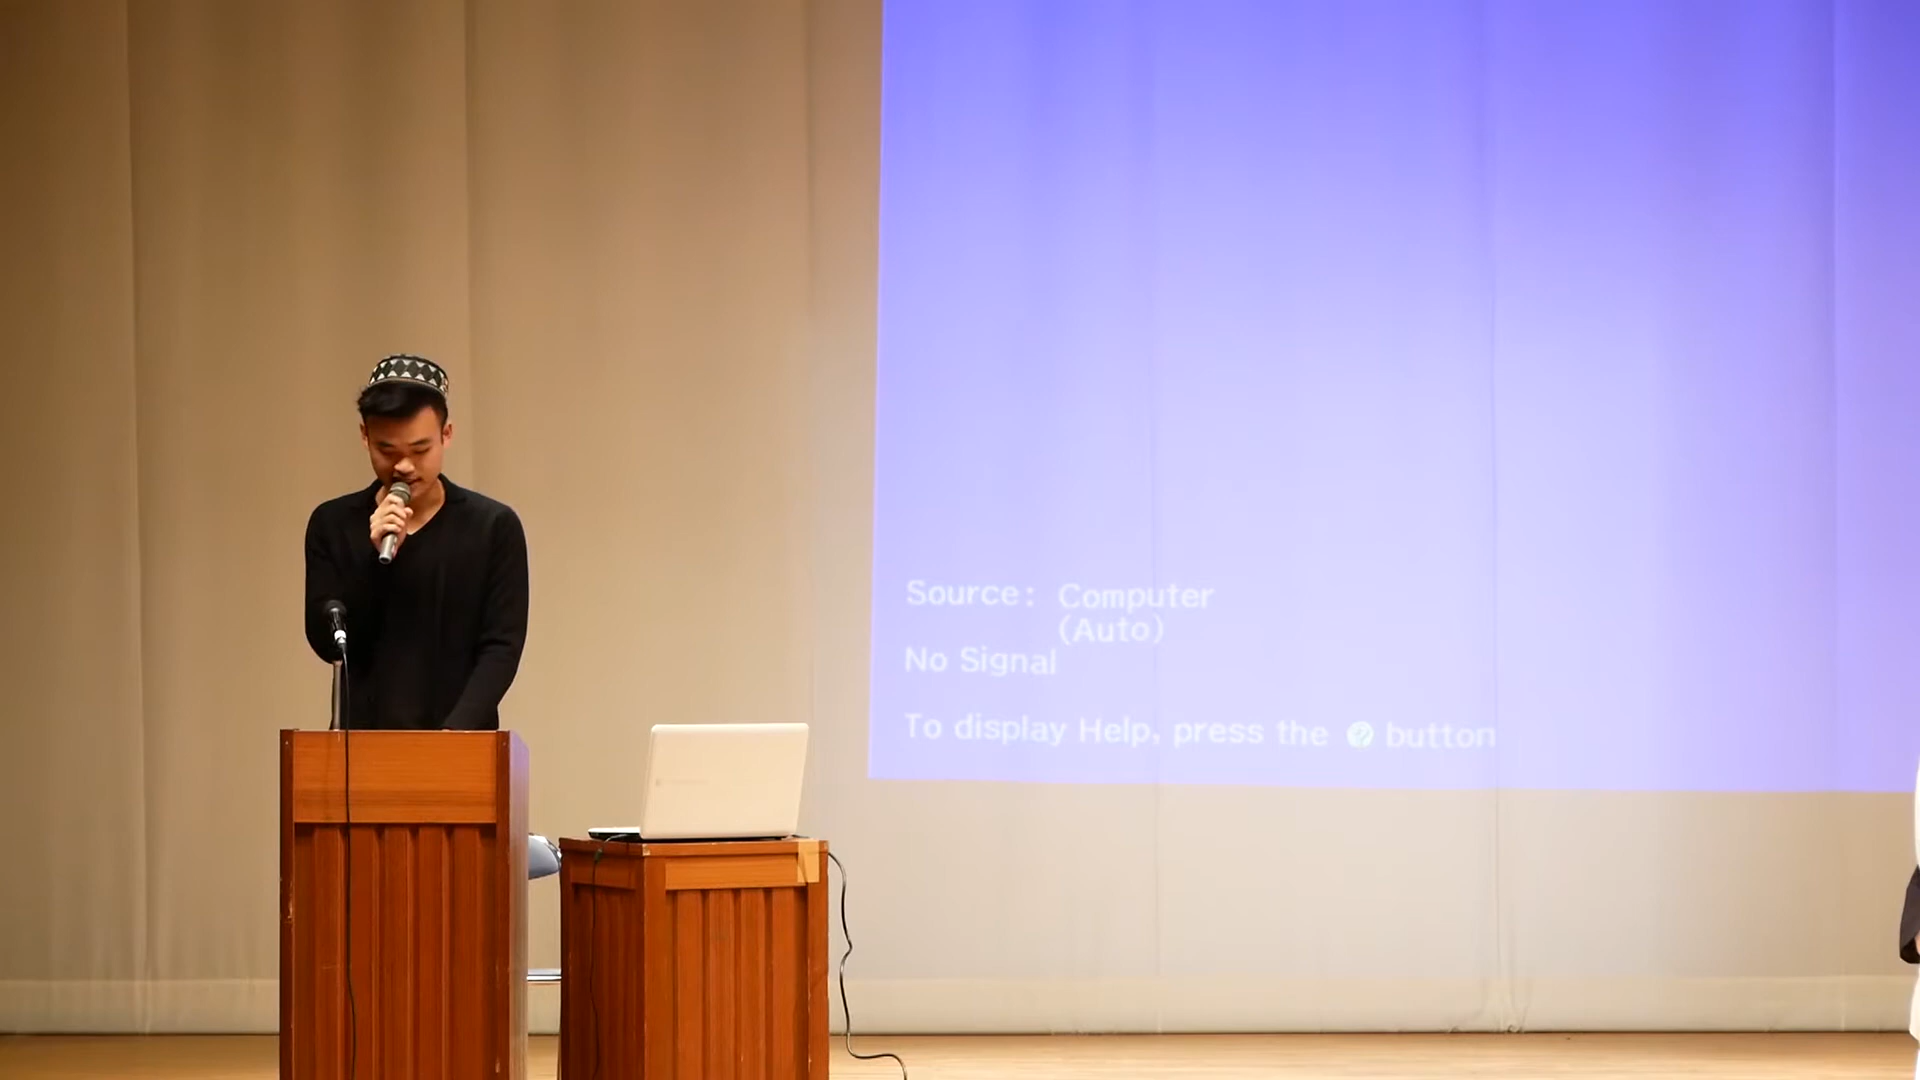 Source: Computer
(Auto)
No Signal
To display Help, press the ? button